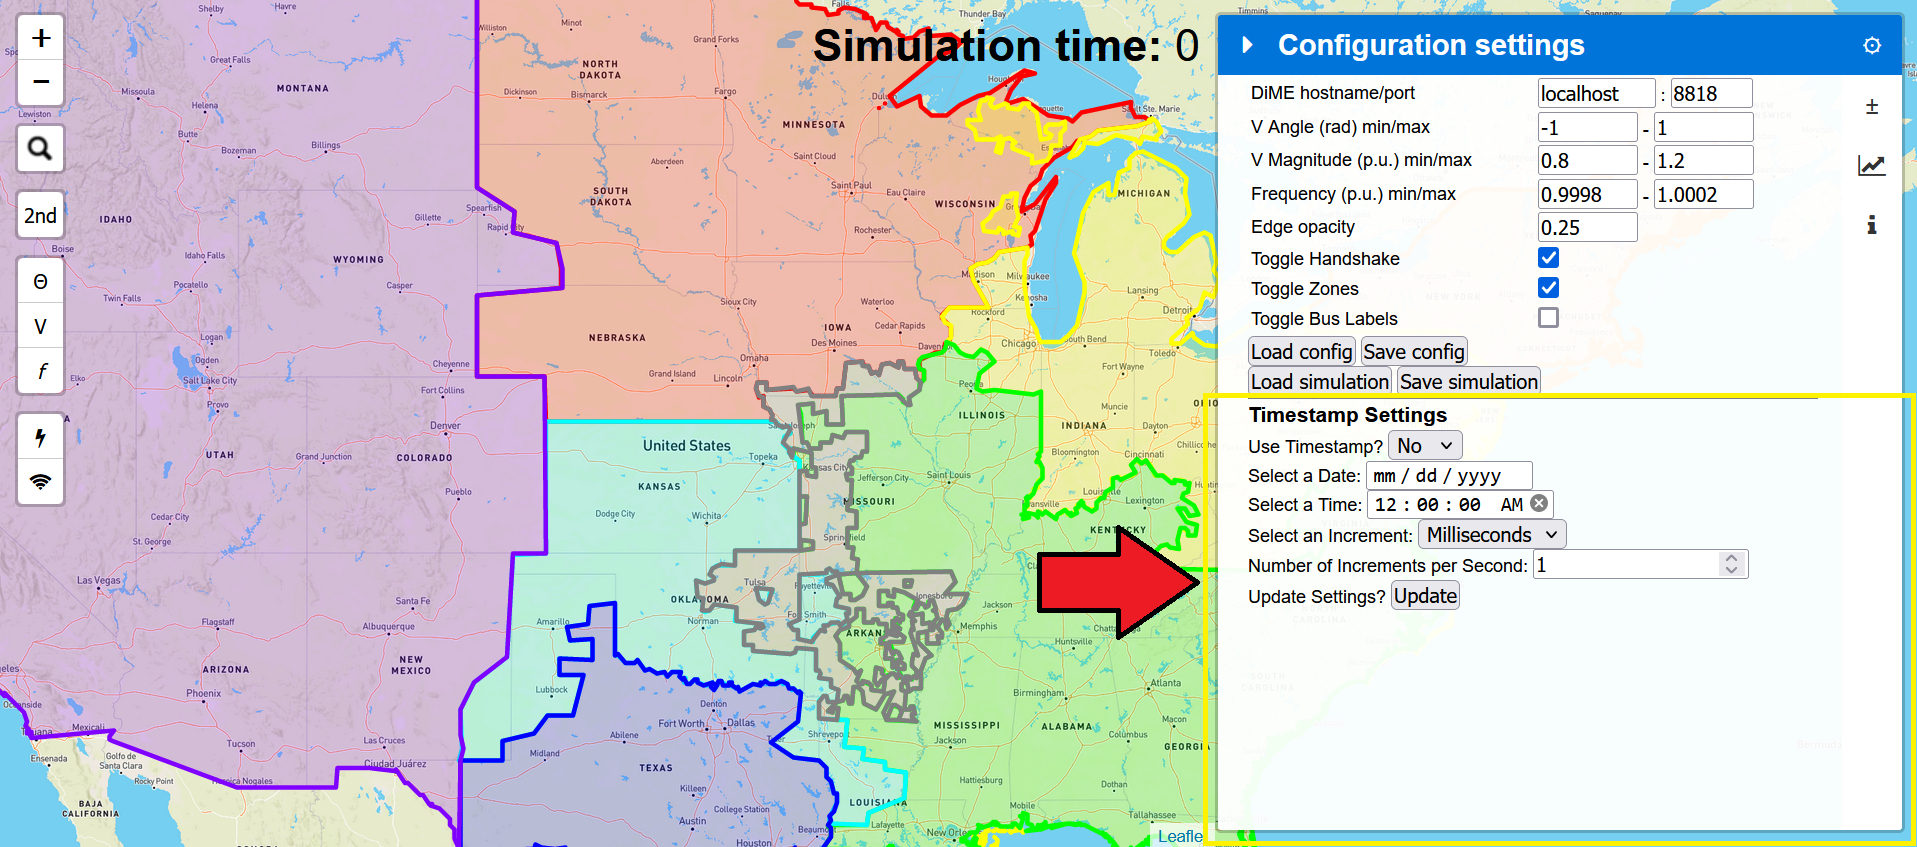 Simulation time: 0
+
−
2nd
Θ
V
f
Configuration settings
DiME hostname/port localhost : 8818
V Angle (rad) min/max -1 - 1
V Magnitude (p.u.) min/max 0.8 - 1.2
Frequency (p.u.) min/max 0.9998 - 1.0002
Edge opacity 0.25
Toggle Handshake
Toggle Zones
Toggle Bus Labels
Load config Save config
Load simulation Save simulation
Timestamp Settings
Use Timestamp? No
Select a Date: mm / dd / yyyy
Select a Time: 12 : 00 : 00 AM
Select an Increment: Milliseconds
Number of Increments per Second: 1
Update Settings? Update
±
i
Shelby
Havre
Williston
Minot
Grand Forks
Thunder Bay
Timmins
Great Falls
NORTH
DAKOTA
Missoula
MONTANA
Dickinson
Bismarck
Fargo
Helena
Lewiston
Butte
Bozeman
Billings
MINNESOTA
Sault Ste. Marie
Aberdeen
Saint Cloud
SOUTH
DAKOTA
Saint Paul
Eau Claire
WISCONSIN
MICHIGAN
IDAHO
Gillette
Spearfish
Rapid City
Rochester
Boise
Idaho Falls
WYOMING
Pocatello
Casper
Twin Falls
Sioux City
Waterloo
Madison
Milwaukee
Kenosha
Lansing
Detroit
Rockford
Logan
NEBRASKA
IOWA
Cedar Rapids
Des Moines
Davenport
Chicago
South Bend
Toledo
Ogden
Cheyenne
Omaha
Elko
Salt Lake City
Fort Collins
Grand Island
Lincoln
Peoria
Fort Wayne
Provo
Muncie
Denver
ILLINOIS
INDIANA
Dayton
United States
UTAH
Grand Junction
COLORADO
Topeka
Kansas City
Bloomington
Cincinnati
Pueblo
KANSAS
Jefferson City
Saint Louis
Lexington
Cedar City
Dodge City
Wichita
MISSOURI
KENTUCKY
St. George
Springfield
Las Vegas
Tulsa
Fayetteville
Santa Fe
OKLAHOMA
Fort Smith
Jonesboro
Jackson
Flagstaff
Albuquerque
Amarillo
Norman
Memphis
Huntsville
ARIZONA
NEW
MEXICO
Lubbock
Birmingham
Atlanta
Phoenix
Denton
Fort Worth
Dallas
Macon
Mexicali
Tucson
Las Cruces
Abilene
Shreveport
MISSISSIPPI
ALABAMA
Columbus
Jackson
GEORGIA
Ensenada
Golfo de
Santa Clara
Rocky Point
Heroica Nogales
Ciudad Juárez
Midland
TEXAS
Hattiesburg
Dothan
Killeen
BAJA
CALIFORNIA
College Station
LOUISIANA
Mobile
Tallahassee
Austin
Beaumont
Lafayette
Houston
New Orle
Leafle